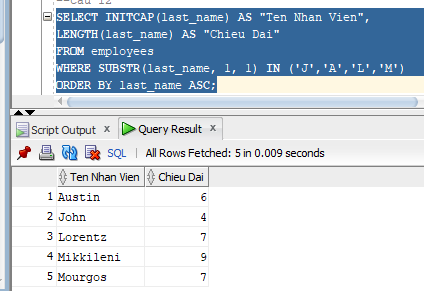 --Cau 12
SELECT INITCAP(last_name) AS "Ten Nhan Vien",
LENGTH(last_name) AS "Chieu Dai"
FROM employees
WHERE SUBSTR(last_name, 1, 1) IN ('J','A','L','M')
ORDER BY last_name ASC;
Script Output x Query Result x
SQL | All Rows Fetched: 5 in 0.009 seconds
Ten Nhan Vien Chieu Dai
1 Austin 6
2 John 4
3 Lorentz 7
4 Mikkileni 9
5 Mourgos 7